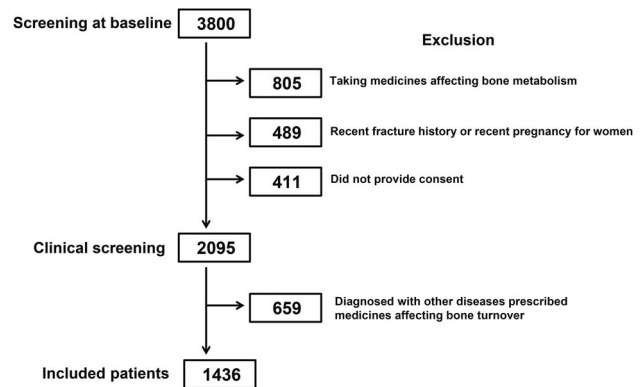 Screening at baseline 3800
Exclusion
805 Taking medicines affecting bone metabolism
489 Recent fracture history or recent pregnancy for women
411 Did not provide consent
Clinical screening 2095
659 Diagnosed with other diseases prescribed
medicines affecting bone turnover
Included patients 1436